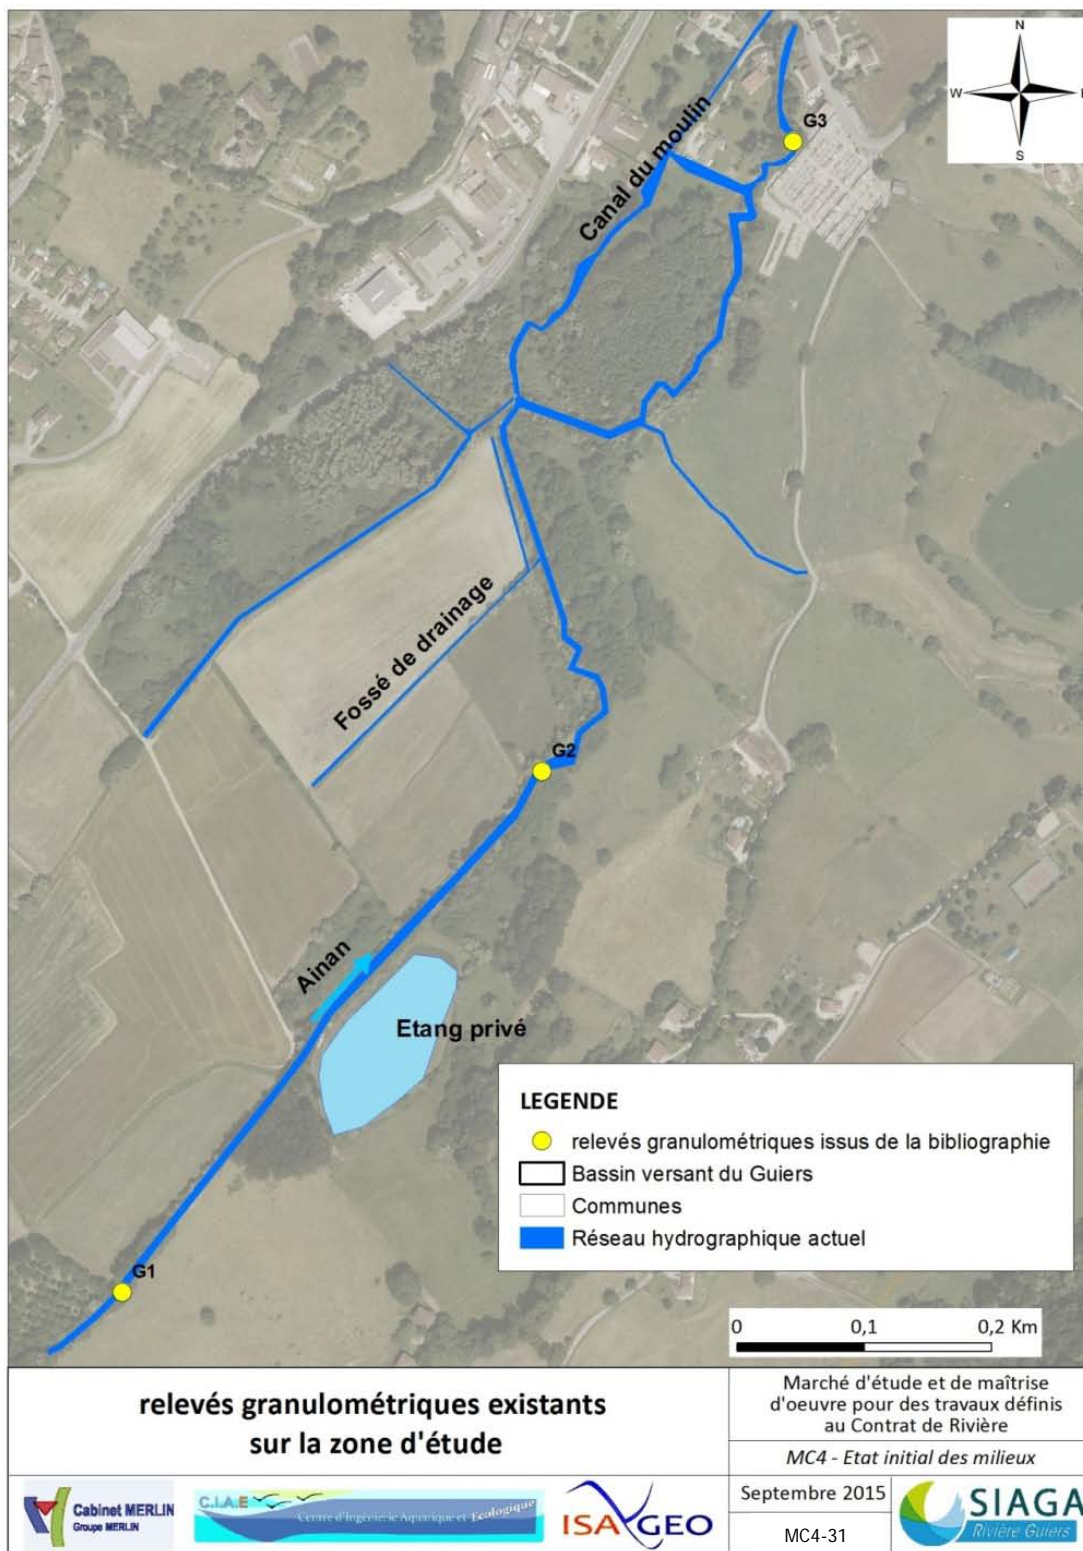 N
W
S
G3
Canal du moulin
Fossé de drainage
G2
Ainan
Etang privé
G1
LEGENDE
relevés granulométriques issus de la bibliographie
Bassin versant du Guiers
Communes
Réseau hydrographique actuel
0 0,1 0,2 Km
relevés granulométriques existants
sur la zone d'étude
Marché d'étude et de maîtrise
d'oeuvre pour des travaux définis
au Contrat de Rivière
MC4 - Etat initial des milieux
Septembre 2015
MC4-31
Cabinet MERLIN
Groupe MERLIN
C.I.A.E
Centre d'Ingénierie Aquatique et Ecologique
ISA GEO
SIAGA
Rivière Guiers